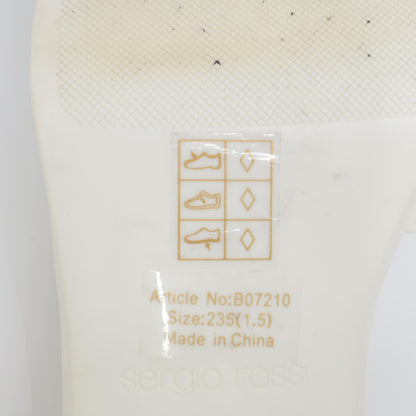 Article No:B07210
Size:235(1.5)
Made in China
sergio rossi